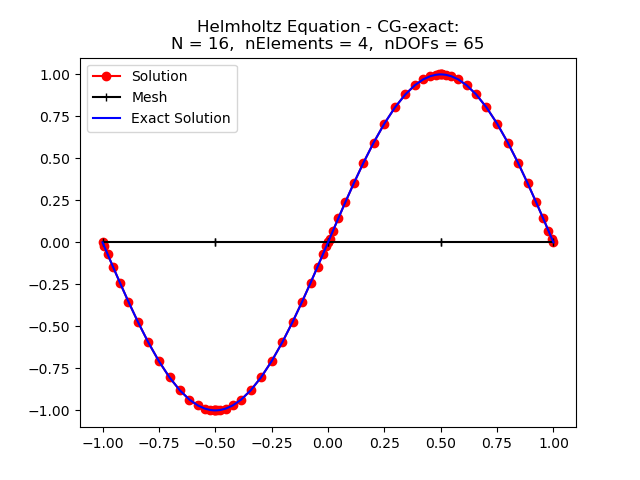 Helmholtz Equation - CG-exact:
N = 16,  nElements = 4,  nDOFs = 65
Solution
Mesh
Exact Solution
1.00
0.75
0.50
0.25
0.00
−0.25
−0.50
−0.75
−1.00
−1.00 −0.75 −0.50 −0.25 0.00 0.25 0.50 0.75 1.00